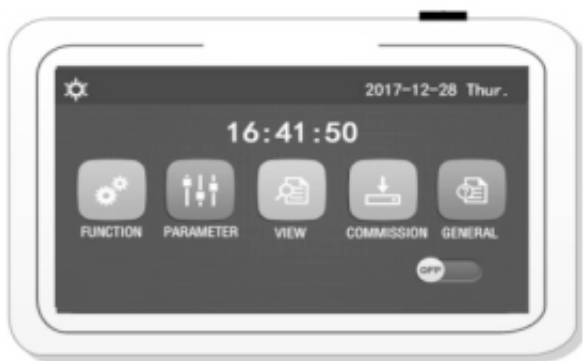 2017-12-28 Thur.
16:41:50
FUNCTION PARAMETER VIEW COMMISSION GENERAL
OFF